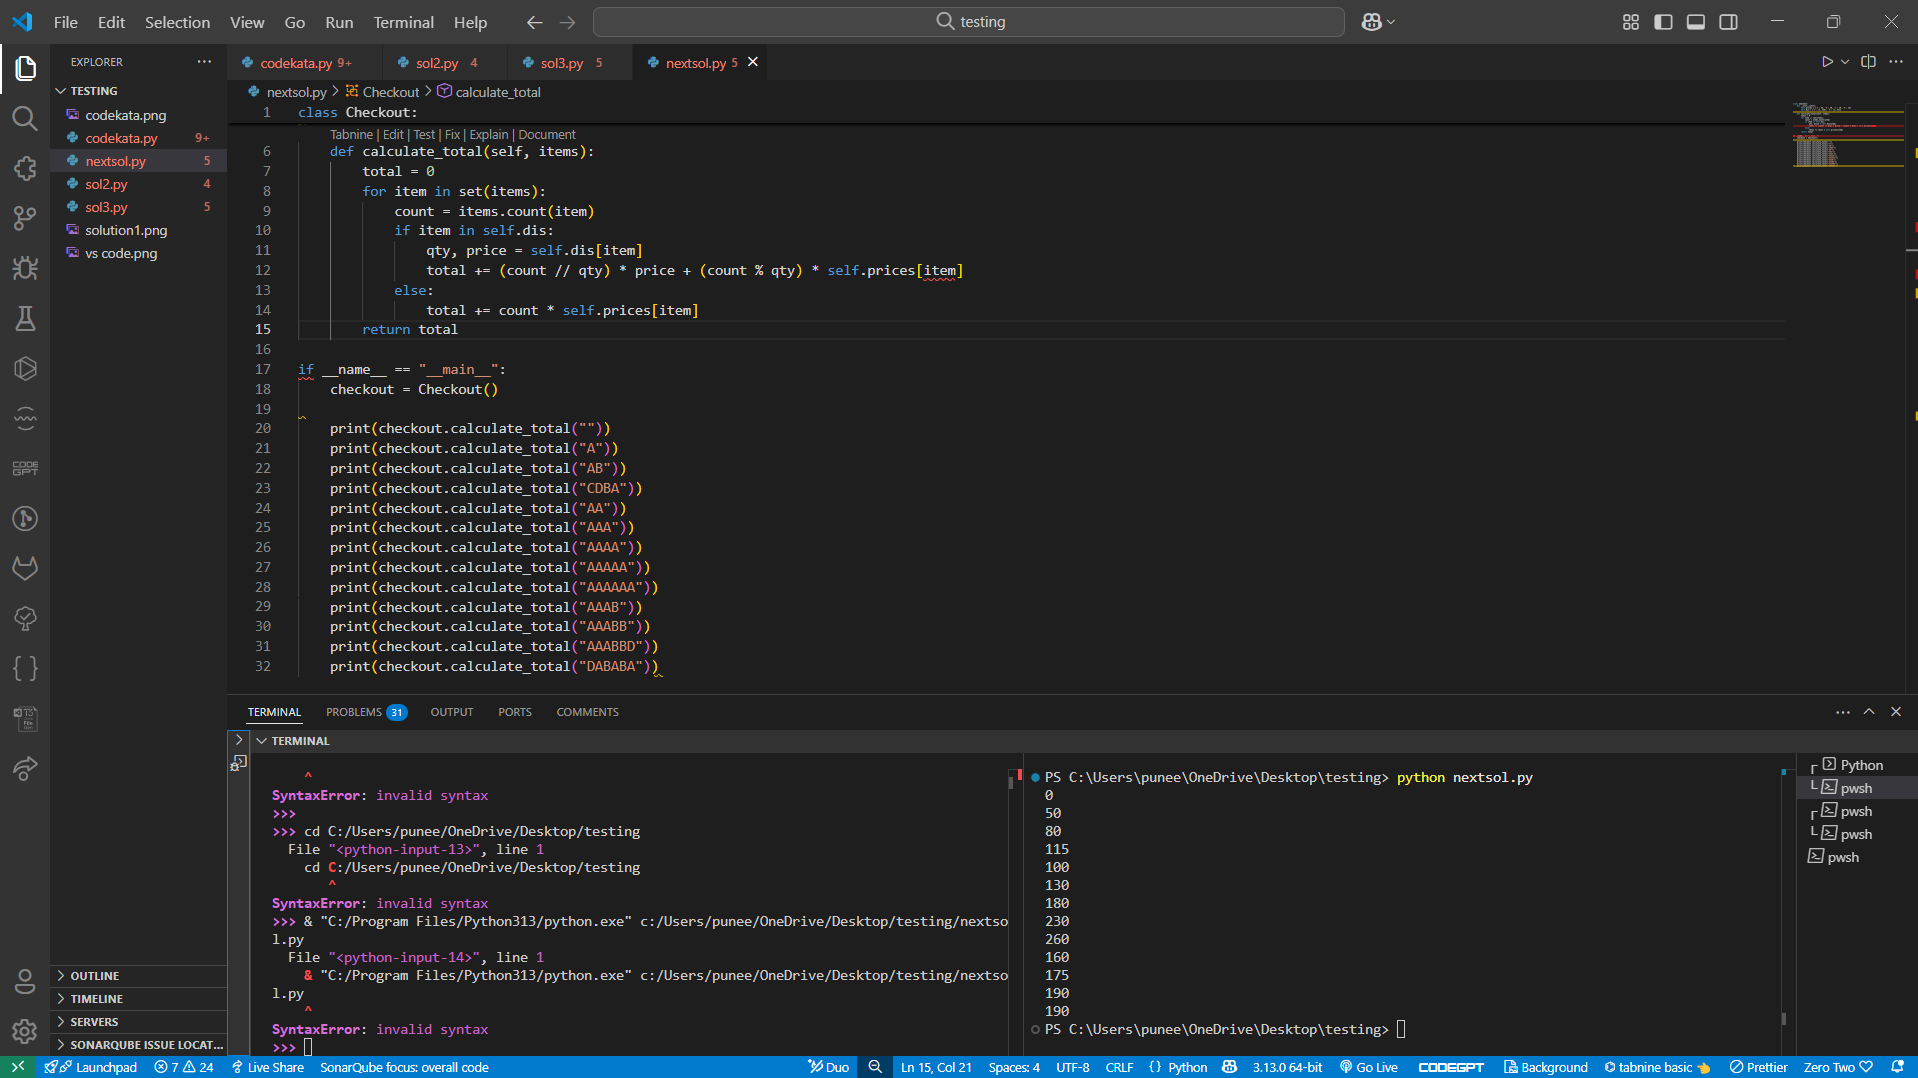 File Edit Selection View Go Run Terminal Help
testing
EXPLORER
TESTING
codekata.png
codekata.py 9+
nextsol.py 5
sol2.py 4
sol3.py 5
solution1.png
vs code.png
OUTLINE
TIMELINE
SERVERS
SONARQUBE ISSUE LOCAT...
codekata.py 9+ sol2.py 4 sol3.py 5 nextsol.py 5
nextsol.py > Checkout > calculate_total
1 class Checkout:
Tabnine | Edit | Test | Fix | Explain | Document
6 def calculate_total(self, items):
7 total = 0
8 for item in set(items):
9 count = items.count(item)
10 if item in self.dis:
11 qty, price = self.dis[item]
12 total += (count // qty) * price + (count % qty) * self.prices[item]
13 else:
14 total += count * self.prices[item]
15 return total
16
17 if __name__ == "__main__":
18 checkout = Checkout()
19
20 print(checkout.calculate_total(""))
21 print(checkout.calculate_total("A"))
22 print(checkout.calculate_total("AB"))
23 print(checkout.calculate_total("CDBA"))
24 print(checkout.calculate_total("AA"))
25 print(checkout.calculate_total("AAA"))
26 print(checkout.calculate_total("AAAA"))
27 print(checkout.calculate_total("AAAAA"))
28 print(checkout.calculate_total("AAAAAA"))
29 print(checkout.calculate_total("AAAB"))
30 print(checkout.calculate_total("AAABB"))
31 print(checkout.calculate_total("AAABBD"))
32 print(checkout.calculate_total("DABABA"))
TERMINAL PROBLEMS 31 OUTPUT PORTS COMMENTS
TERMINAL
^
SyntaxError: invalid syntax
>>>
>>> cd C:/Users/punee/OneDrive/Desktop/testing
File "<python-input-13>", line 1
cd C:/Users/punee/OneDrive/Desktop/testing
^
SyntaxError: invalid syntax
>>> & "C:/Program Files/Python313/python.exe" c:/Users/punee/OneDrive/Desktop/testing/nextso
l.py
File "<python-input-14>", line 1
& "C:/Program Files/Python313/python.exe" c:/Users/punee/OneDrive/Desktop/testing/nextso
l.py
^
SyntaxError: invalid syntax
>>>
PS C:\Users\punee\OneDrive\Desktop\testing> python nextsol.py
0
50
80
115
100
130
180
230
260
160
175
190
190
PS C:\Users\punee\OneDrive\Desktop\testing>
Python
pwsh
pwsh
pwsh
pwsh
CODE
GPT
Launchpad 7 24 Live Share SonarQube focus: overall code Duo Ln 15, Col 21 Spaces: 4 UTF-8 CRLF {} Python 3.13.0 64-bit Go Live CODEGPT Background tabnine basic Prettier Zero Two